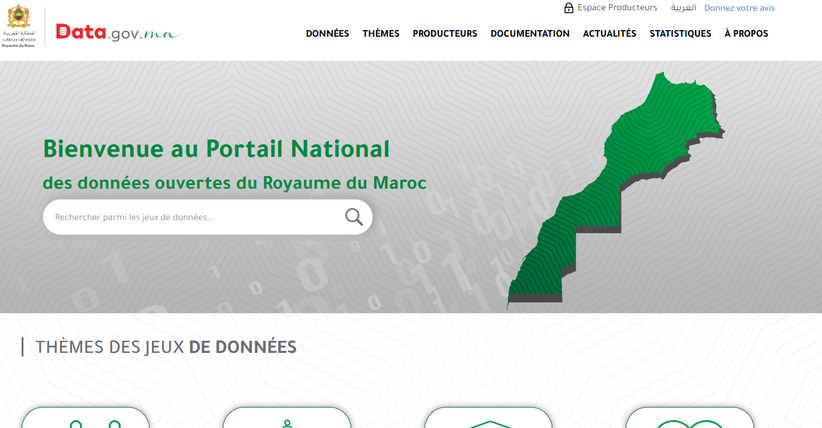 Espace Producteurs العربية Donnez votre avis
المملكة المغربية
Royaume du Maroc
Data.gov.ma
DONNÉES THÈMES PRODUCTEURS DOCUMENTATION ACTUALITÉS STATISTIQUES À PROPOS
Bienvenue au Portail National
des données ouvertes du Royaume du Maroc
Rechercher parmi les jeux de données...
THÈMES DES JEUX DE DONNÉES